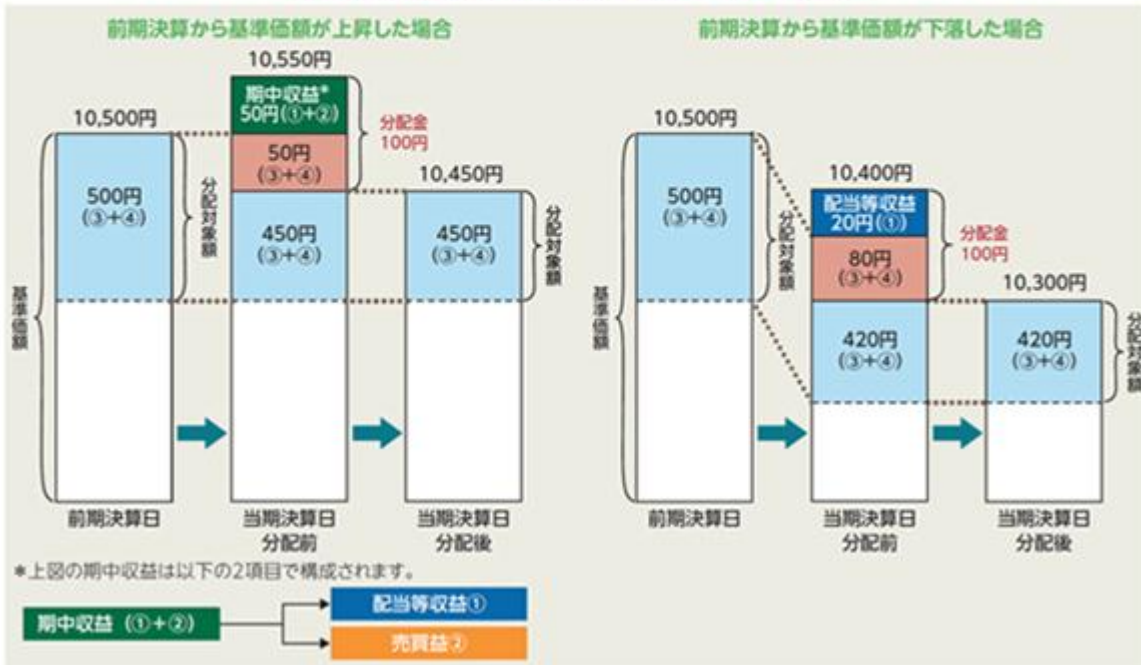 前期決算から基準価額が上昇した場合
10,550円
期中収益*
50円(①+②)
10,500円
分配金
100円
50円
(③+④)
10,450円
500円
(③+④)
分配対象額
450円
(③+④)
450円
(③+④)
分配対象額
基準価額
前期決算日
当期決算日
分配前
当期決算日
分配後
前期決算から基準価額が下落した場合
10,500円
10,400円
500円
(③+④)
分配対象額
配当等収益
20円(①)
分配金
100円
80円
(③+④)
10,300円
基準価額
420円
(③+④)
420円
(③+④)
分配対象額
前期決算日
当期決算日
分配前
当期決算日
分配後
*上図の期中収益は以下の2項目で構成されます。
期中収益 (①+②)
配当等収益①
売買益②